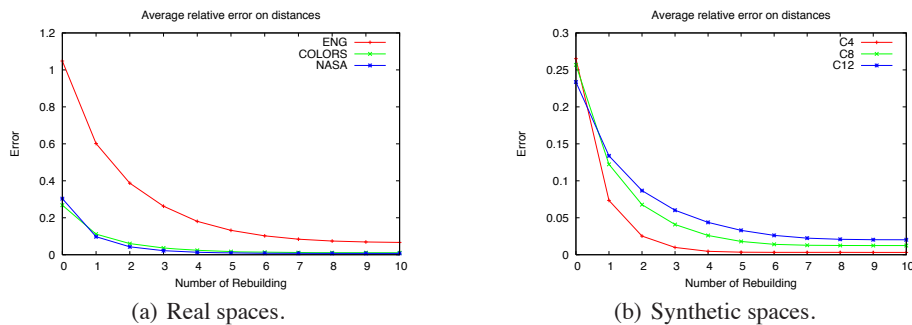 Average relative error on distances
1.2
1
0.8
0.6
0.4
0.2
0
Error
ENG
COLORS
NASA
0 1 2 3 4 5 6 7 8 9 10
Number of Rebuilding
(a) Real spaces.
Average relative error on distances
0.3
0.25
0.2
0.15
0.1
0.05
0
Error
C4
C8
C12
0 1 2 3 4 5 6 7 8 9 10
Number of Rebuilding
(b) Synthetic spaces.